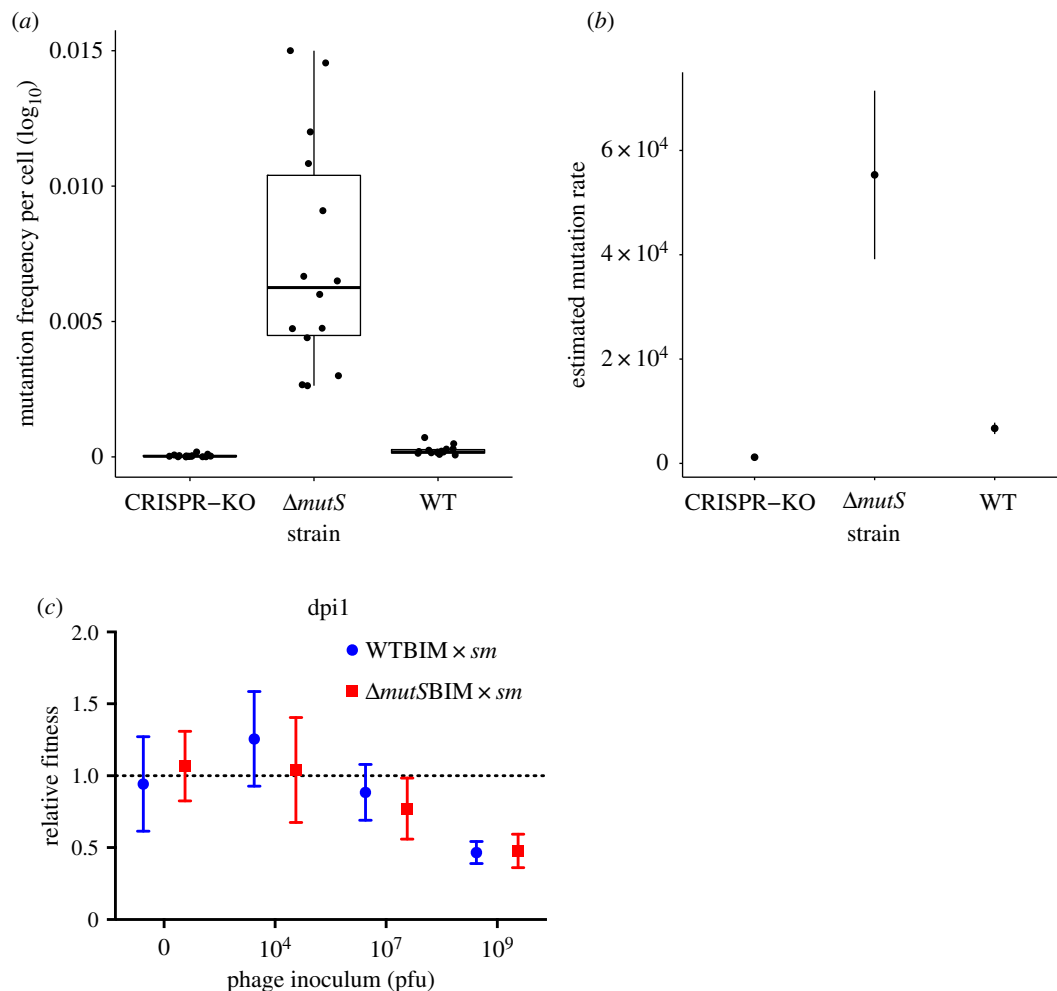 (a)
mutantion frequency per cell (log10)
0.015
0.010
0.005
0
CRISPR–KO
ΔmutS
WT
strain
(b)
estimated mutation rate
6 × 10^4
4 × 10^4
2 × 10^4
0
CRISPR–KO
ΔmutS
WT
strain
(c)
dpi1
WTBIM × sm
ΔmutSBIM × sm
relative fitness
2.0
1.5
1.0
0.5
0
0
10^4
10^7
10^9
phage inoculum (pfu)